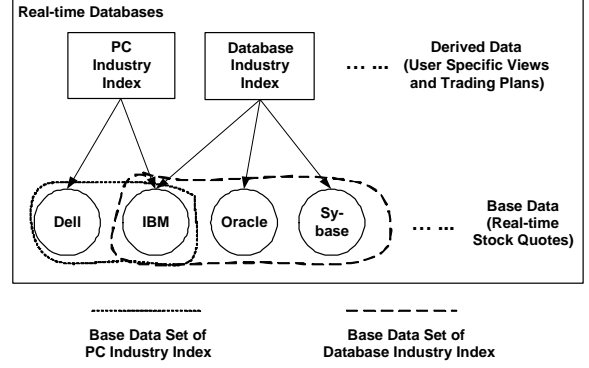 Real-time Databases
PC
Industry
Index
Database
Industry
Index
... ...
Derived Data
(User Specific Views
and Trading Plans)
Dell
IBM
Oracle
Sy-
base
... ...
Base Data
(Real-time
Stock Quotes)
Base Data Set of
PC Industry Index
Base Data Set of
Database Industry Index